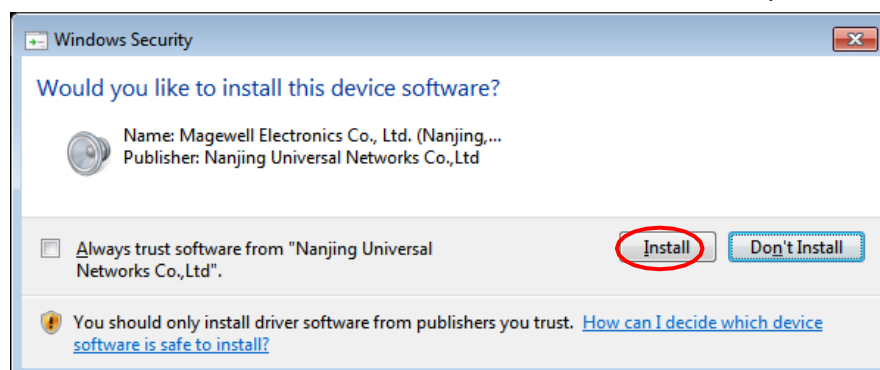 Windows Security
Would you like to install this device software?
Name: Magewell Electronics Co., Ltd. (Nanjing,...
Publisher: Nanjing Universal Networks Co.,Ltd
Always trust software from "Nanjing Universal
Networks Co.,Ltd".
Install
Don't Install
You should only install driver software from publishers you trust. How can I decide which device
software is safe to install?